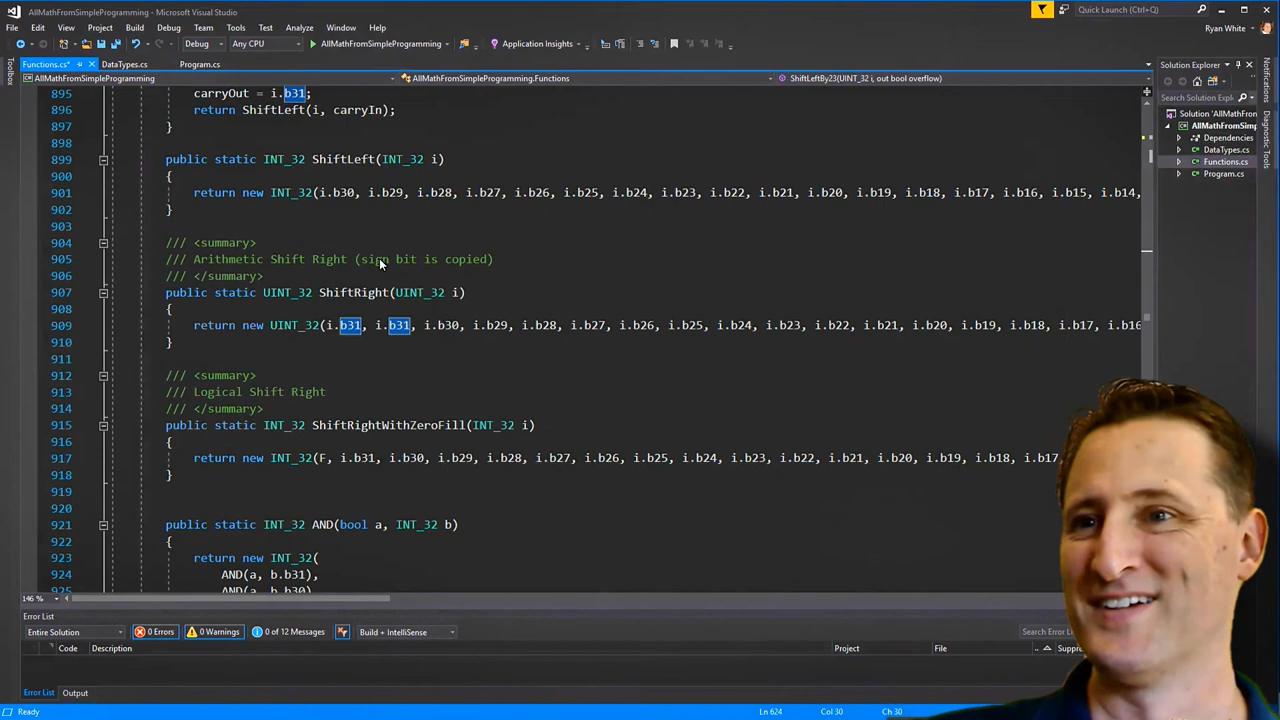 AllMathFromSimpleProgramming - Microsoft Visual Studio
Quick Launch (Ctrl+Q)
File Edit View Project Build Debug Team Tools Test Analyze Window Help
Ryan White
Debug Any CPU AllMathFromSimpleProgramming Application Insights
Toolbox
Functions.cs* DataTypes.cs Program.cs
AllMathFromSimpleProgramming AllMathFromSimpleProgramming.Functions ShiftLeftBy23(UINT_32 i, out bool overflow)
895 carryOut = i.b31;
896 return ShiftLeft(i, carryIn);
897 }
898
899 public static INT_32 ShiftLeft(INT_32 i)
900 {
901 return new INT_32(i.b30, i.b29, i.b28, i.b27, i.b26, i.b25, i.b24, i.b23, i.b22, i.b21, i.b20, i.b19, i.b18, i.b17, i.b16, i.b15, i.b14,
902 }
903
904 /// <summary>
905 /// Arithmetic Shift Right (sign bit is copied)
906 /// </summary>
907 public static UINT_32 ShiftRight(UINT_32 i)
908 {
909 return new UINT_32(i.b31, i.b31, i.b30, i.b29, i.b28, i.b27, i.b26, i.b25, i.b24, i.b23, i.b22, i.b21, i.b20, i.b19, i.b18, i.b17, i.b16
910 }
911
912 /// <summary>
913 /// Logical Shift Right
914 /// </summary>
915 public static INT_32 ShiftRightWithZeroFill(INT_32 i)
916 {
917 return new INT_32(F, i.b31, i.b30, i.b29, i.b28, i.b27, i.b26, i.b25, i.b24, i.b23, i.b22, i.b21, i.b20, i.b19, i.b18, i.b17,
918 }
919
920
921 public static INT_32 AND(bool a, INT_32 b)
922 {
923 return new INT_32(
924 AND(a, b.b31),
925 AND(a, b.b30)
146 %
Solution Explorer
Search Solution Expl
Solution 'AllMathFror
AllMathFromSimp
Dependencies
DataTypes.cs
Functions.cs
Program.cs
Diagnostic Tools
Error List
Entire Solution 0 Errors 0 Warnings 0 of 12 Messages Build + IntelliSense Search Error
Code Description Project File Suppr
Error List Output
Ready Ln 624 Col 30 Ch 30